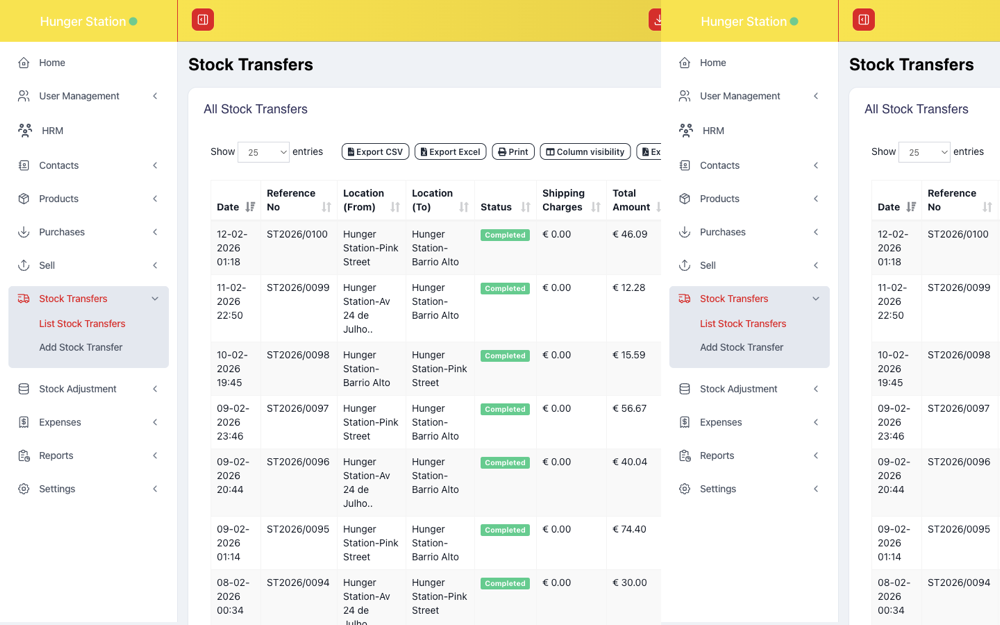 Hunger Station
Home
User Management
HRM
Contacts
Products
Purchases
Sell
Stock Transfers
List Stock Transfers
Add Stock Transfer
Stock Adjustment
Expenses
Reports
Settings
Stock Transfers
All Stock Transfers
Show 25 entries
Export CSV Export Excel Print Column visibility Ex
Date Reference No Location (From) Location (To) Status Shipping Charges Total Amount
12-02-2026 01:18 ST2026/0100 Hunger Station-Pink Street Hunger Station-Barrio Alto Completed € 0.00 € 46.09
11-02-2026 22:50 ST2026/0099 Hunger Station-Av 24 de Julho.. Hunger Station-Barrio Alto Completed € 0.00 € 12.28
10-02-2026 19:45 ST2026/0098 Hunger Station-Barrio Alto Hunger Station-Pink Street Completed € 0.00 € 15.59
09-02-2026 23:46 ST2026/0097 Hunger Station-Pink Street Hunger Station-Barrio Alto Completed € 0.00 € 56.67
09-02-2026 20:44 ST2026/0096 Hunger Station-Av 24 de Julho.. Hunger Station-Barrio Alto Completed € 0.00 € 40.04
09-02-2026 01:14 ST2026/0095 Hunger Station-Pink Street Hunger Station-Barrio Alto Completed € 0.00 € 74.40
08-02-2026 00:34 ST2026/0094 Hunger Station-Av 24 de Julho.. Hunger Station-Pink Street Completed € 0.00 € 30.00
Hunger Station
Home
User Management
HRM
Contacts
Products
Purchases
Sell
Stock Transfers
List Stock Transfers
Add Stock Transfer
Stock Adjustment
Expenses
Reports
Settings
Stock Transfers
All Stock Transfers
Show 25 entries
Date Reference No
12-02-2026 01:18 ST2026/0100
11-02-2026 22:50 ST2026/0099
10-02-2026 19:45 ST2026/0098
09-02-2026 23:46 ST2026/0097
09-02-2026 20:44 ST2026/0096
09-02-2026 01:14 ST2026/0095
08-02-2026 00:34 ST2026/0094